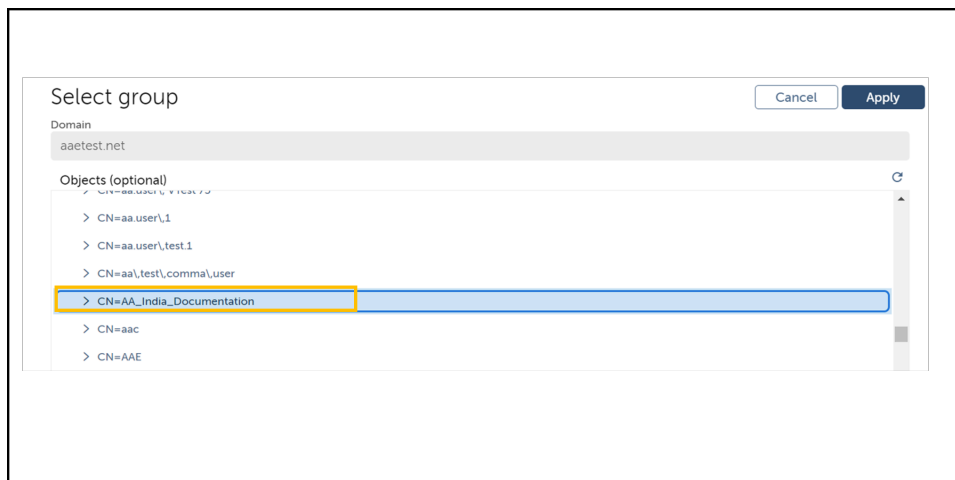 Select group
Cancel
Apply
Domain
aaetest.net
Objects (optional)
CN=aa.user\,1
CN=aa.user\,test.1
CN=aa\,test\,comma\,user
CN=AA_India_Documentation
CN=aac
CN=AAE